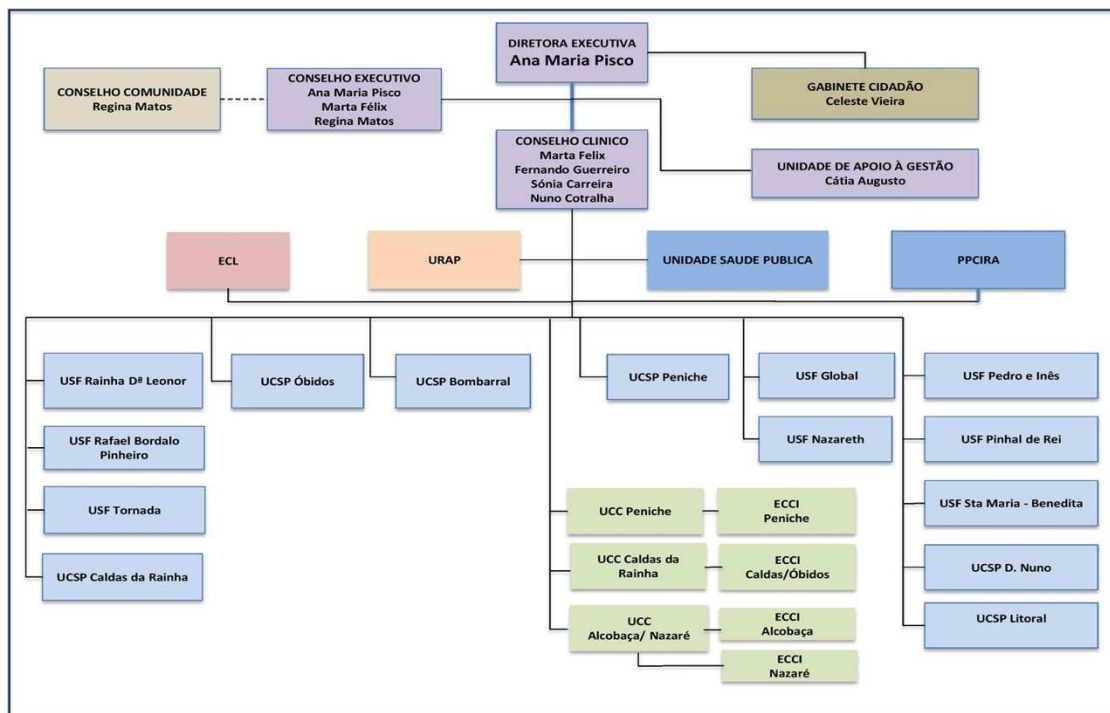 DIRETORA EXECUTIVA
Ana Maria Pisco
CONSELHO COMUNIDADE
Regina Matos
CONSELHO EXECUTIVO
Ana Maria Pisco
Marta Félix
Regina Matos
GABINETE CIDADÃO
Celeste Vieira
CONSELHO CLINICO
Marta Felix
Fernando Guerreiro
Sónia Carreira
Nuno Cotralha
UNIDADE DE APOIO À GESTÃO
Cátia Augusto
ECL
URAP
UNIDADE SAUDE PUBLICA
PPCIRA
USF Rainha Dª Leonor
UCSP Óbidos
UCSP Bombarral
UCSP Peniche
USF Global
USF Pedro e Inês
USF Rafael Bordalo
Pinheiro
USF Nazareth
USF Pinhal de Rei
USF Tornada
UCC Peniche
ECCI
Peniche
USF Sta Maria - Benedita
UCSP Caldas da Rainha
UCC Caldas da
Rainha
ECCI
Caldas/Óbidos
UCSP D. Nuno
UCC
Alcobaça/ Nazaré
ECCI
Alcobaça
UCSP Litoral
ECCI
Nazaré